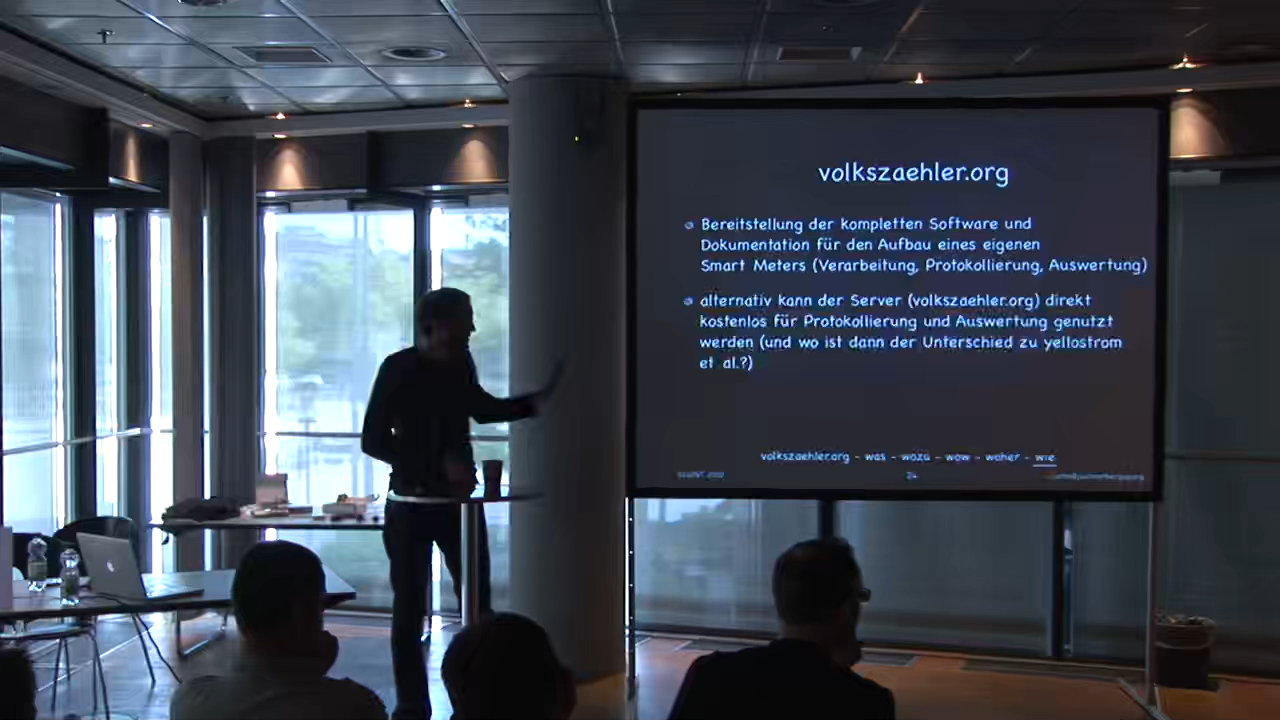 volkszaehler.org
Bereitstellung der kompletten Software und
Dokumentation für den Aufbau eines eigenen
Smart Meters (Verarbeitung, Protokollierung, Auswertung)
alternativ kann der Server (volkszaehler.org) direkt
kostenlos für Protokollierung und Auswertung genutzt
werden (und wo ist dann der Unterschied zu yellostrom
et al.?)
volkszaehler.org - was - wozu - wow - woher - wie
24